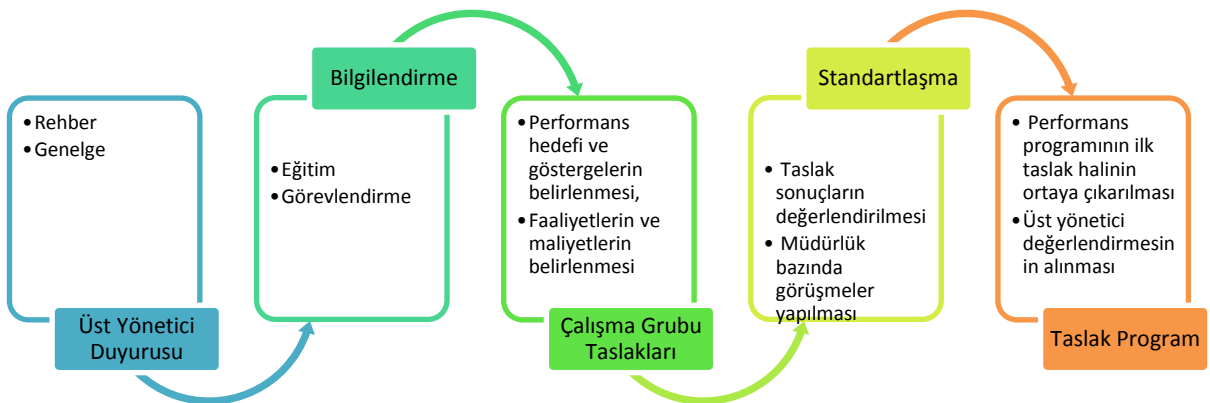 • Rehber
• Genelge
Üst Yönetici
Duyurusu
Bilgilendirme
• Eğitim
• Görevlendirme
• Performans
hedefi ve
göstergelerin
belirlenmesi,
• Faaliyetlerin ve
maliyetlerin
belirlenmesi
Çalışma Grubu
Taslakları
Standartlaşma
• Taslak
sonuçların
değerlendirilmesi
• Müdürlük
bazında
görüşmeler
yapılması
• Performans
programının ilk
taslak halinin
ortaya çıkarılması
• Üst yönetici
değerlendirmesin
in alınması
Taslak Program